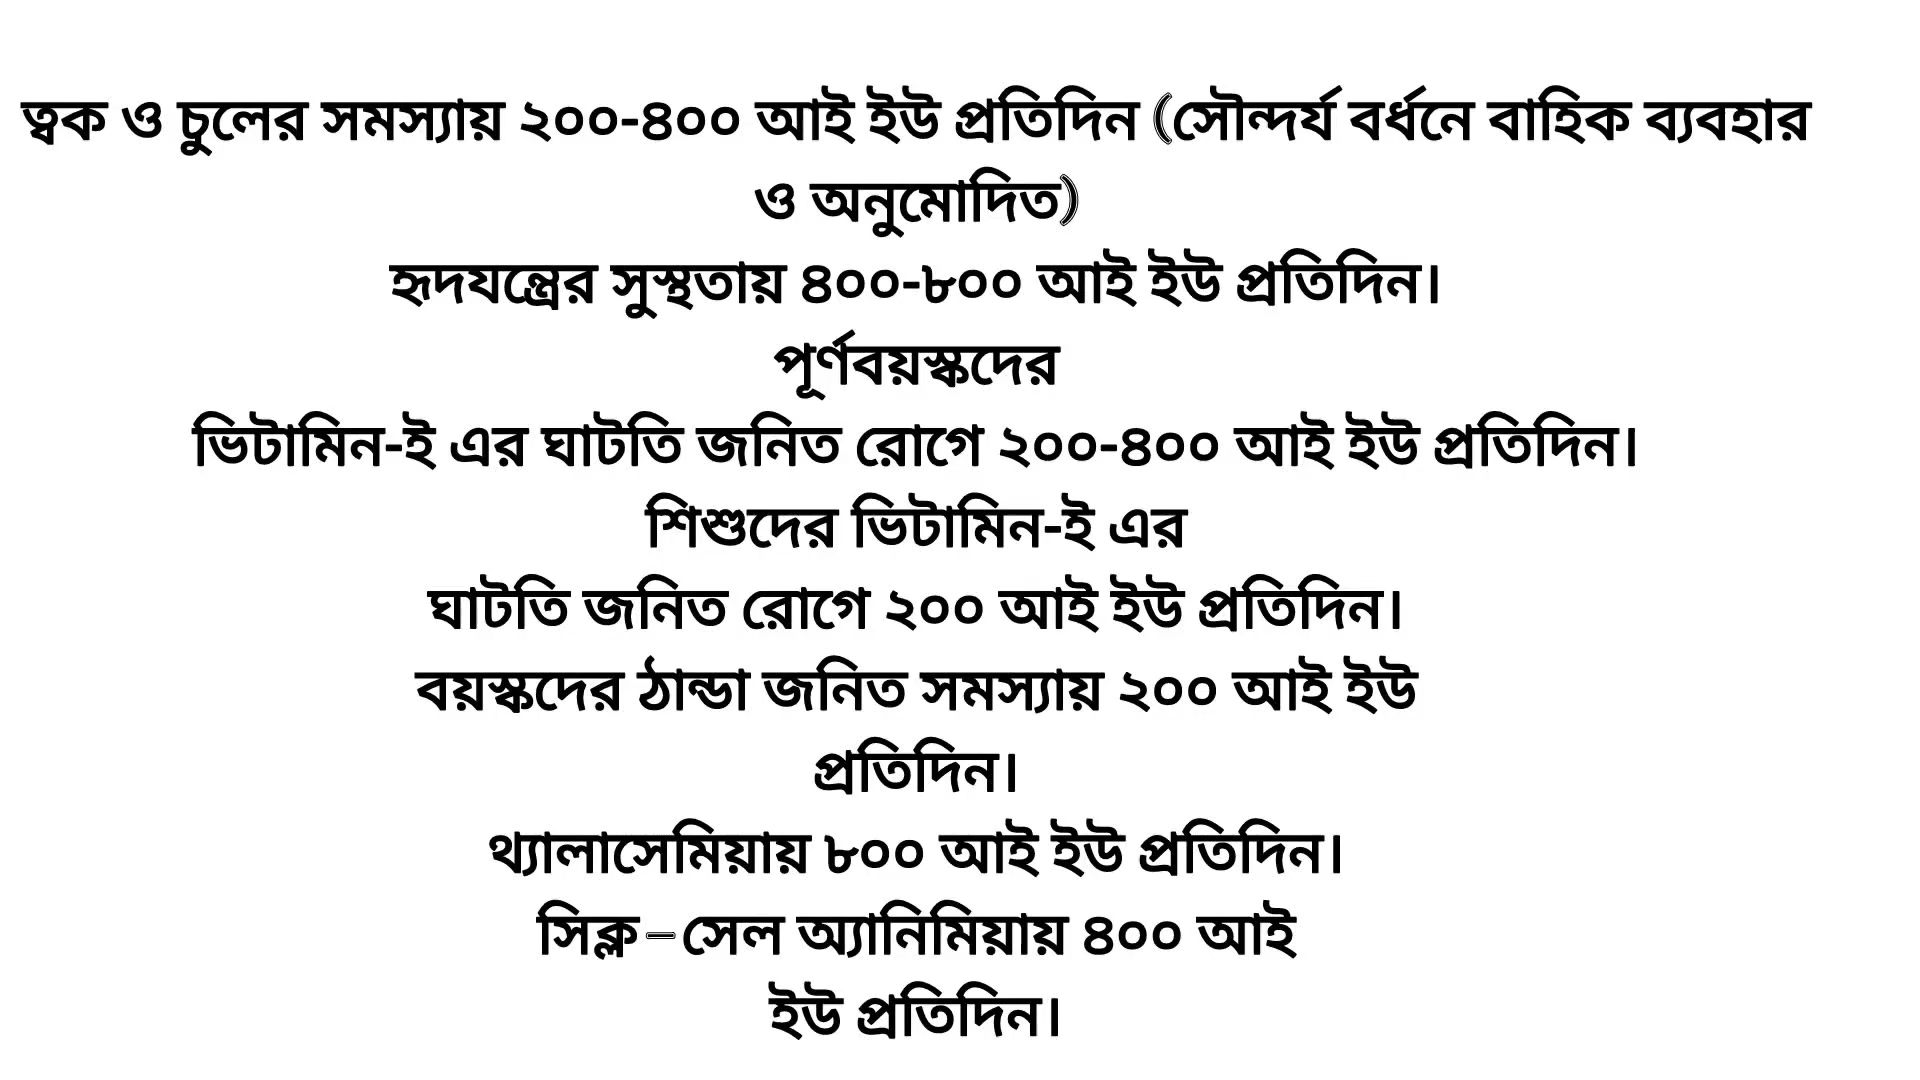 ত্বক ও চুলের সমস্যায় ২০০-৪০০ আই ইউ প্রতিদিন (সৌন্দর্য বর্ধনে বাহিক ব্যবহার
ও অনুমোদিত)
হৃদযন্ত্রের সুস্থতায় ৪০০-৮০০ আই ইউ প্রতিদিন।
পূর্ণবয়স্কদের
ভিটামিন-ই এর ঘাটতি জনিত রোগে ২০০-৪০০ আই ইউ প্রতিদিন।
শিশুদের ভিটামিন-ই এর
ঘাটতি জনিত রোগে ২০০ আই ইউ প্রতিদিন।
বয়স্কদের ঠান্ডা জনিত সমস্যায় ২০০ আই ইউ
প্রতিদিন।
থ্যালাসেমিয়ায় ৮০০ আই ইউ প্রতিদিন।
সিক্ল–সেল অ্যানিমিয়ায় ৪০০ আই
ইউ প্রতিদিন।